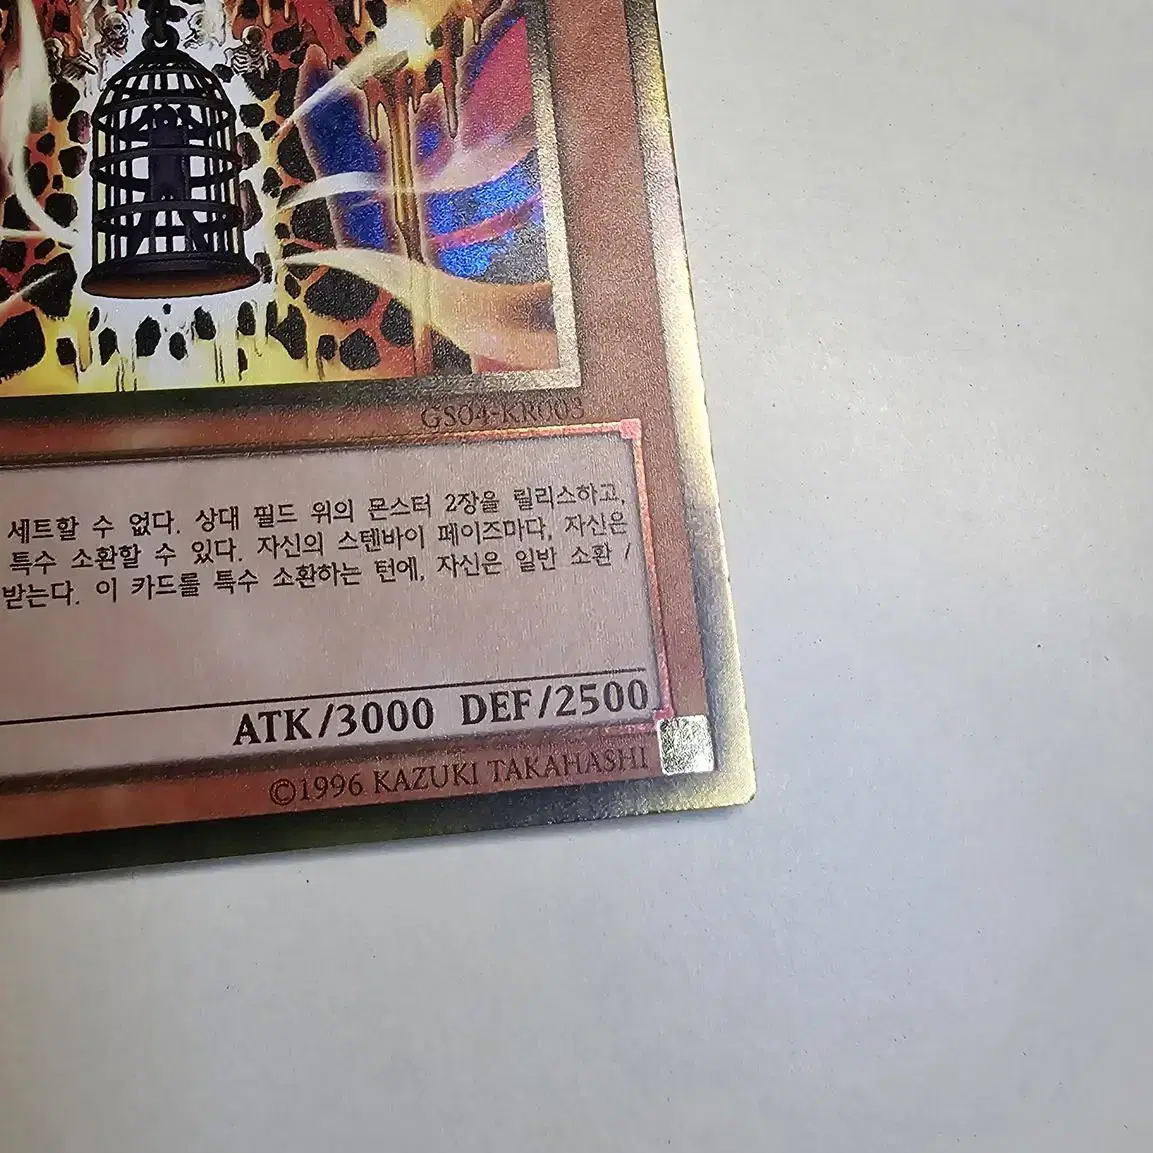 GS04-KR003
세트할 수 없다. 상대 필드 위의 몬스터 2장을 릴리스하고,
특수 소환할 수 있다. 자신의 스텐바이 페이즈마다, 자신은
받는다. 이 카드를 특수 소환하는 턴에, 자신은 일반 소환 /
ATK/3000 DEF/2500
©1996 KAZUKI TAKAHASHI